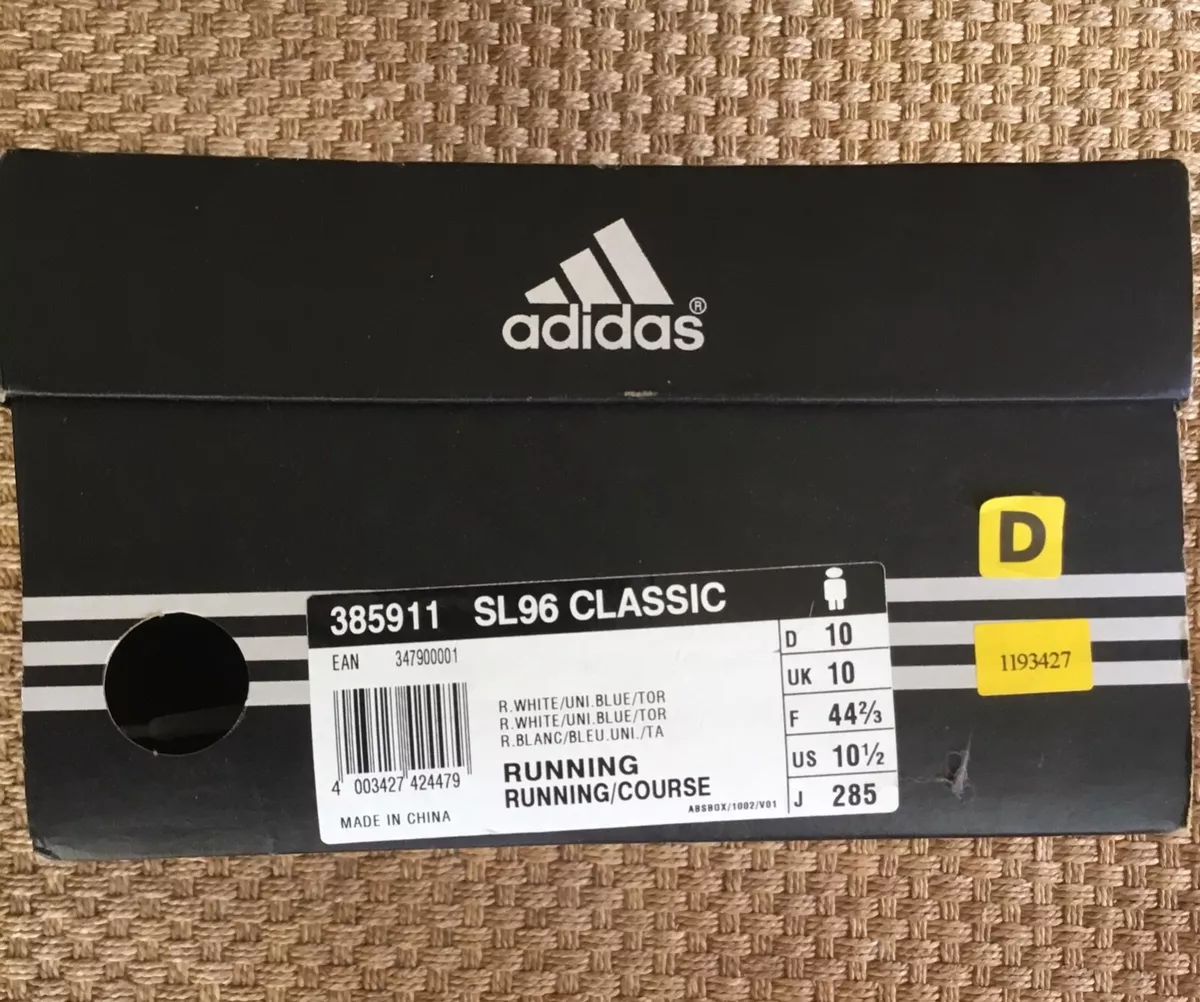 adidas®
D
385911 SL96 CLASSIC
EAN 347900001
R.WHITE/UNI.BLUE/TOR
R.WHITE/UNI.BLUE/TOR
R.BLANC/BLEU.UNI./TA
4 003427 424479
RUNNING
RUNNING/COURSE
ABSBOX/1002/V01
MADE IN CHINA
D 10
UK 10
F 44⅔
US 10½
J 285
1193427